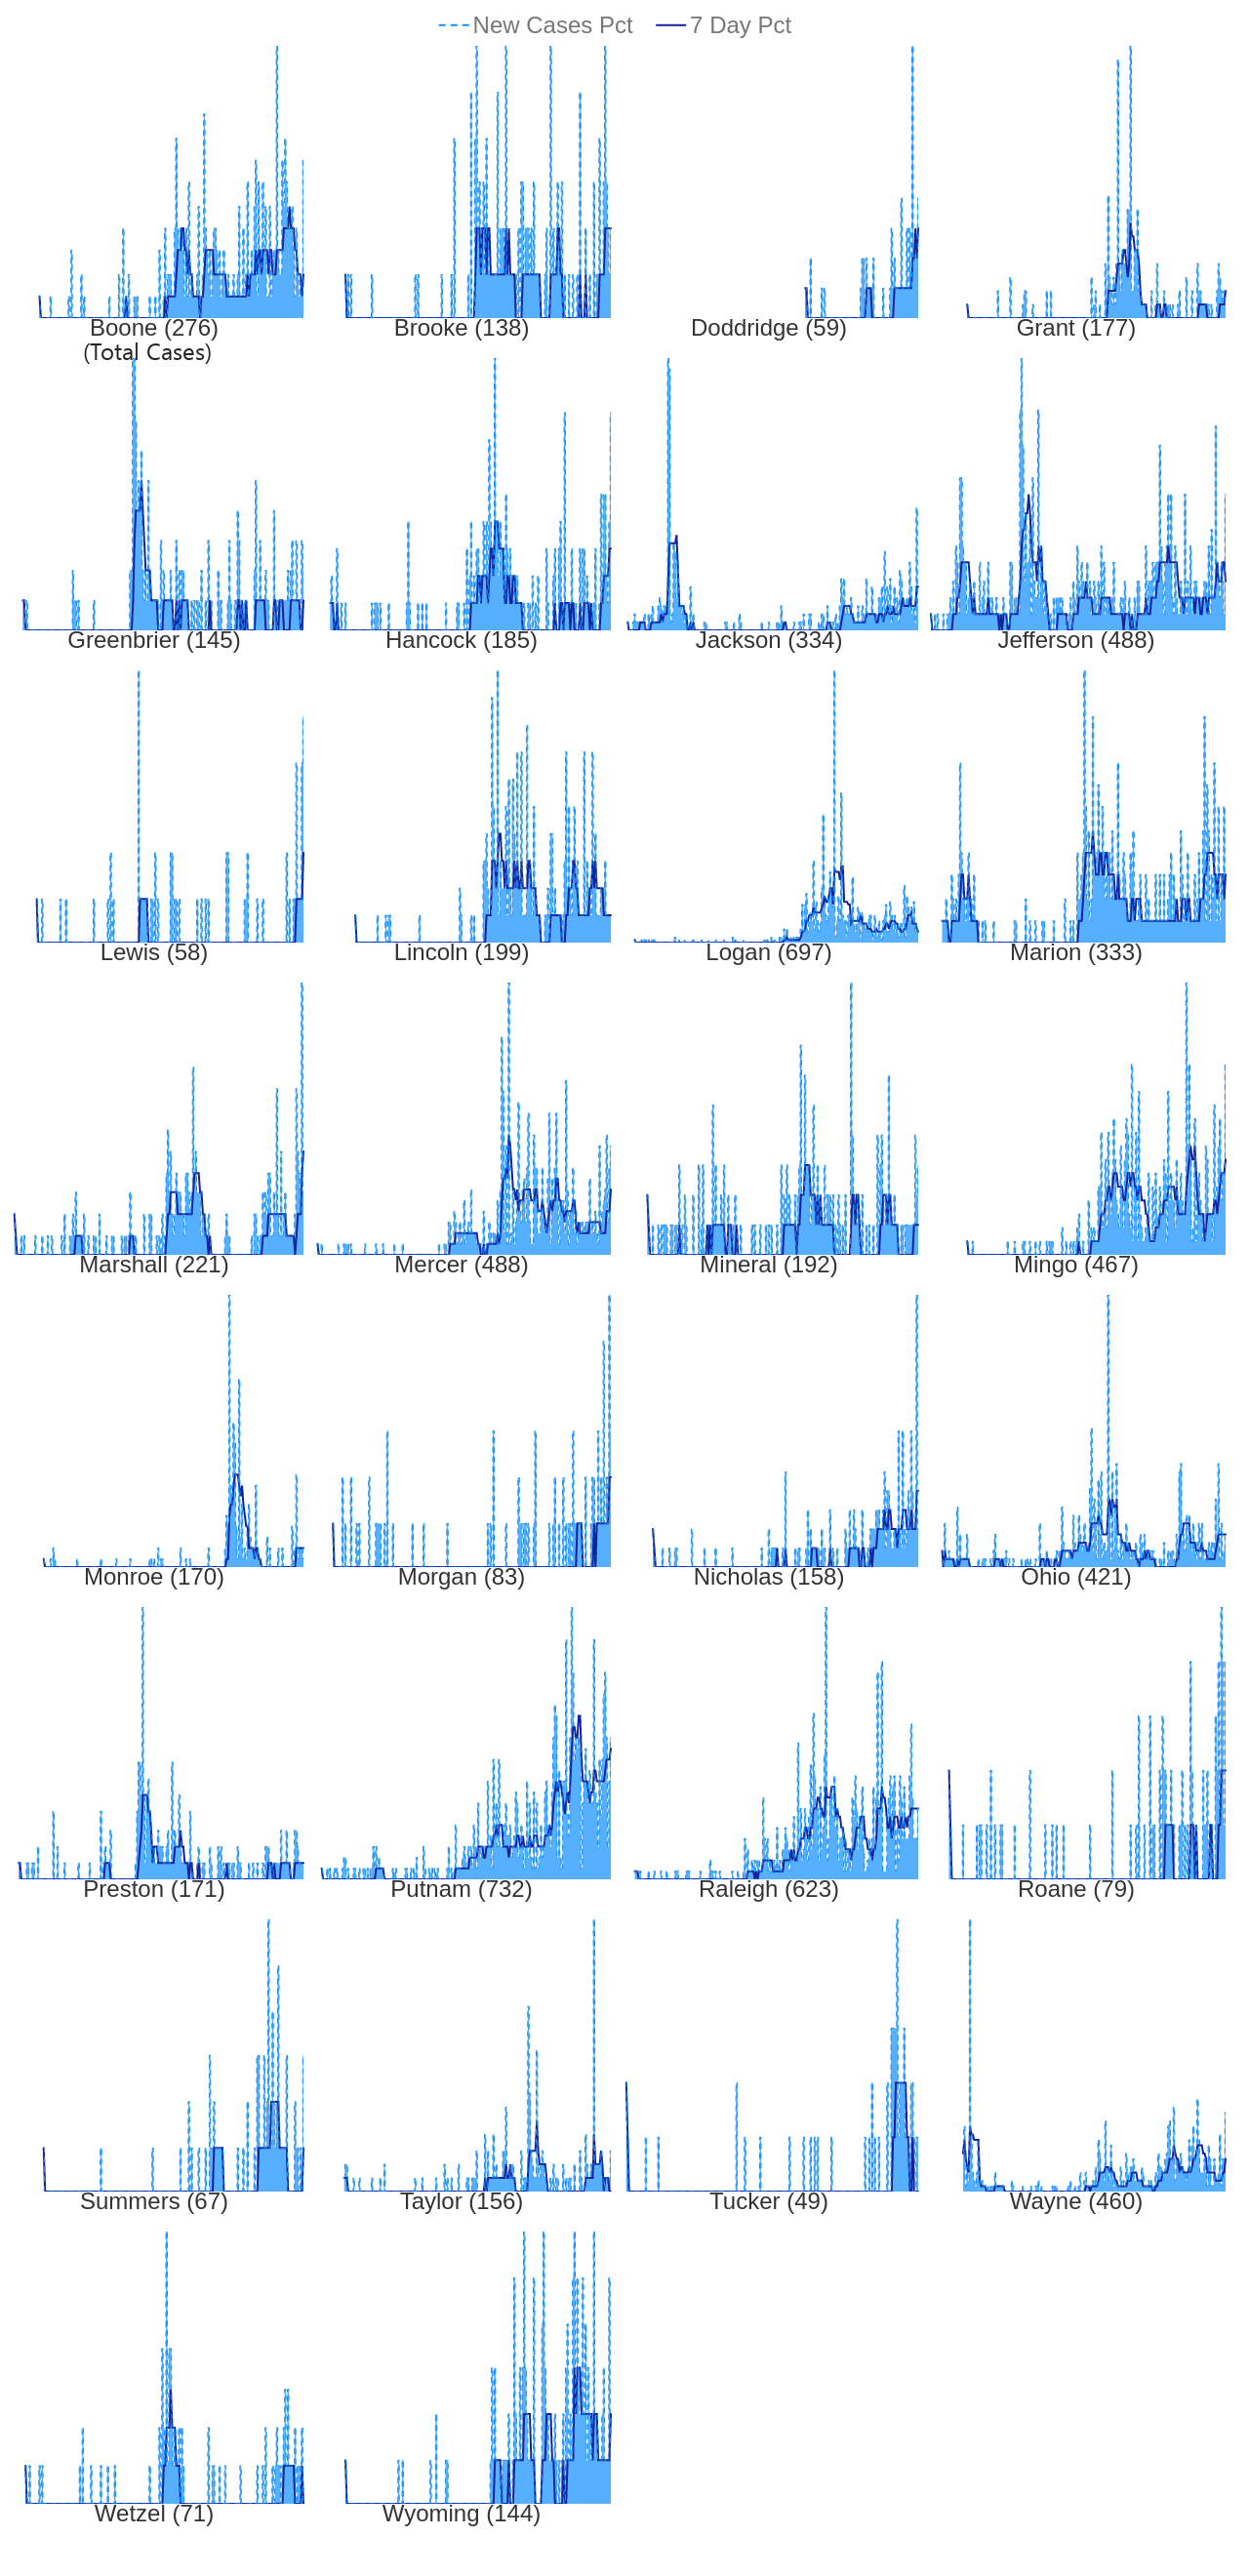 New Cases Pct 7 Day Pct
Boone (276) Brooke (138) Doddridge (59) Grant (177)
(Total Cases)
Greenbrier (145) Hancock (185) Jackson (334) Jefferson (488)
Lewis (58) Lincoln (199) Logan (697) Marion (333)
Marshall (221) Mercer (488) Mineral (192) Mingo (467)
Monroe (170) Morgan (83) Nicholas (158) Ohio (421)
Preston (171) Putnam (732) Raleigh (623) Roane (79)
Summers (67) Taylor (156) Tucker (49) Wayne (460)
Wetzel (71) Wyoming (144)